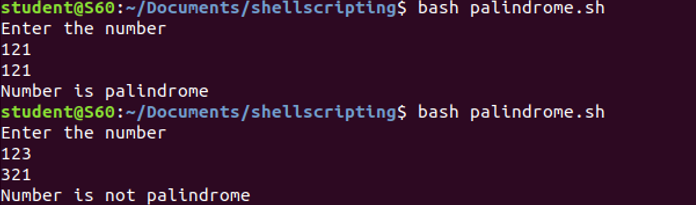 student@S60:~/Documents/shellscripting$ bash palindrome.sh
Enter the number
121
121
Number is palindrome
student@S60:~/Documents/shellscripting$ bash palindrome.sh
Enter the number
123
321
Number is not palindrome